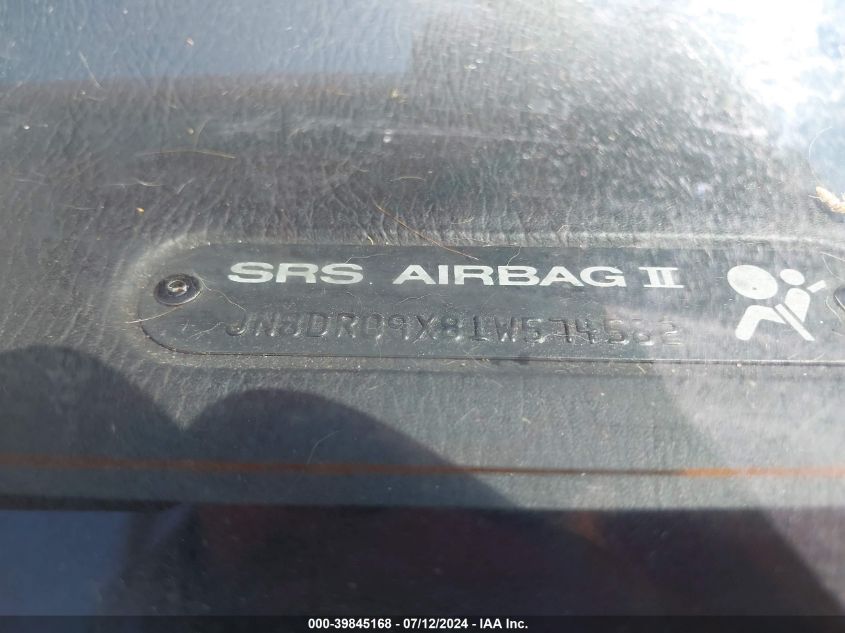 SRS AIRBAG II
JN8DR09X81W574582
000-39845168 - 07/12/2024 - IAA Inc.